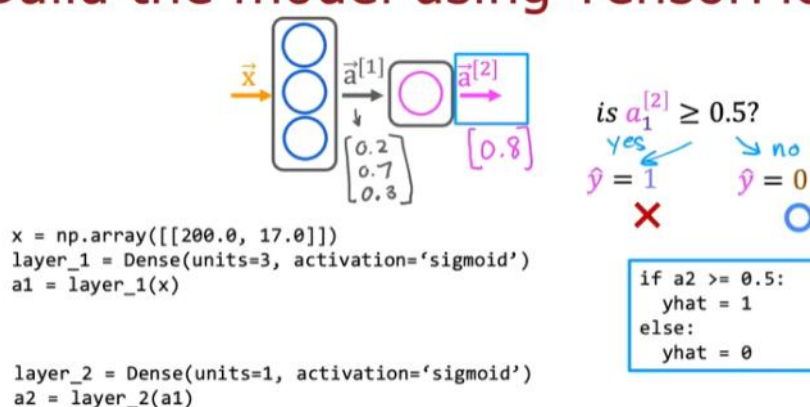 x⃗
a⃗[1]
a⃗[2]
0.2
0.7
0.3
[0.8]
is a₁[2] ≥ 0.5?
yes
no
ŷ = 1
ŷ = 0
x = np.array([[200.0, 17.0]])
layer_1 = Dense(units=3, activation=‘sigmoid’)
a1 = layer_1(x)
layer_2 = Dense(units=1, activation=‘sigmoid’)
a2 = layer_2(a1)
if a2 >= 0.5:
yhat = 1
else:
yhat = 0